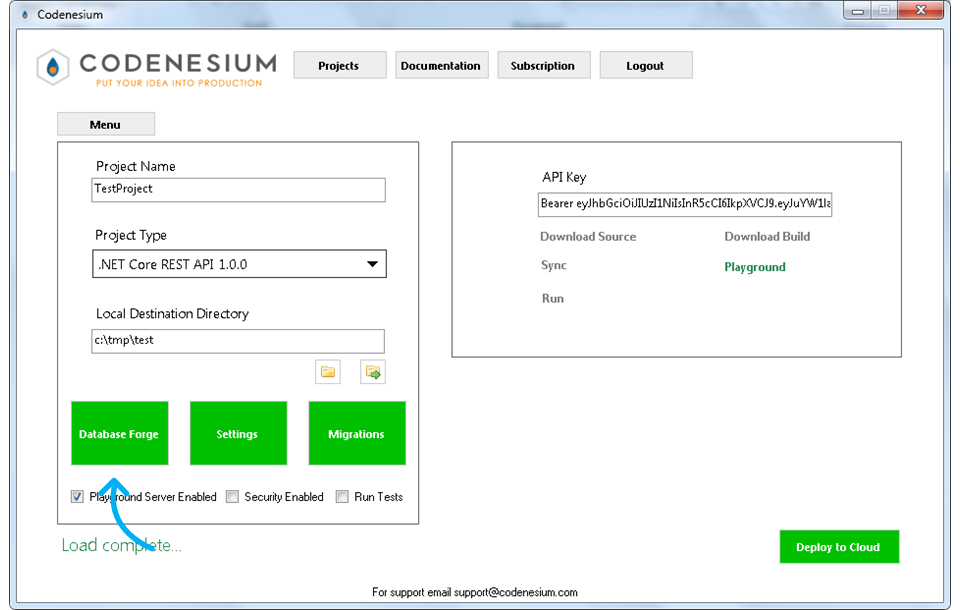 Codenesium
CODENESIUM
PUT YOUR IDEA INTO PRODUCTION
Projects
Documentation
Subscription
Logout
Menu
Project Name
TestProject
Project Type
.NET Core REST API 1.0.0
Local Destination Directory
c:\tmp\test
Database Forge
Settings
Migrations
Playground Server Enabled
Security Enabled
Run Tests
Load complete...
API Key
Bearer eyJhbGciOiJIUzI1NiIsInR5cCI6IkpXVCJ9.eyJuYW1la
Download Source
Download Build
Sync
Playground
Run
Deploy to Cloud
For support email support@codenesium.com